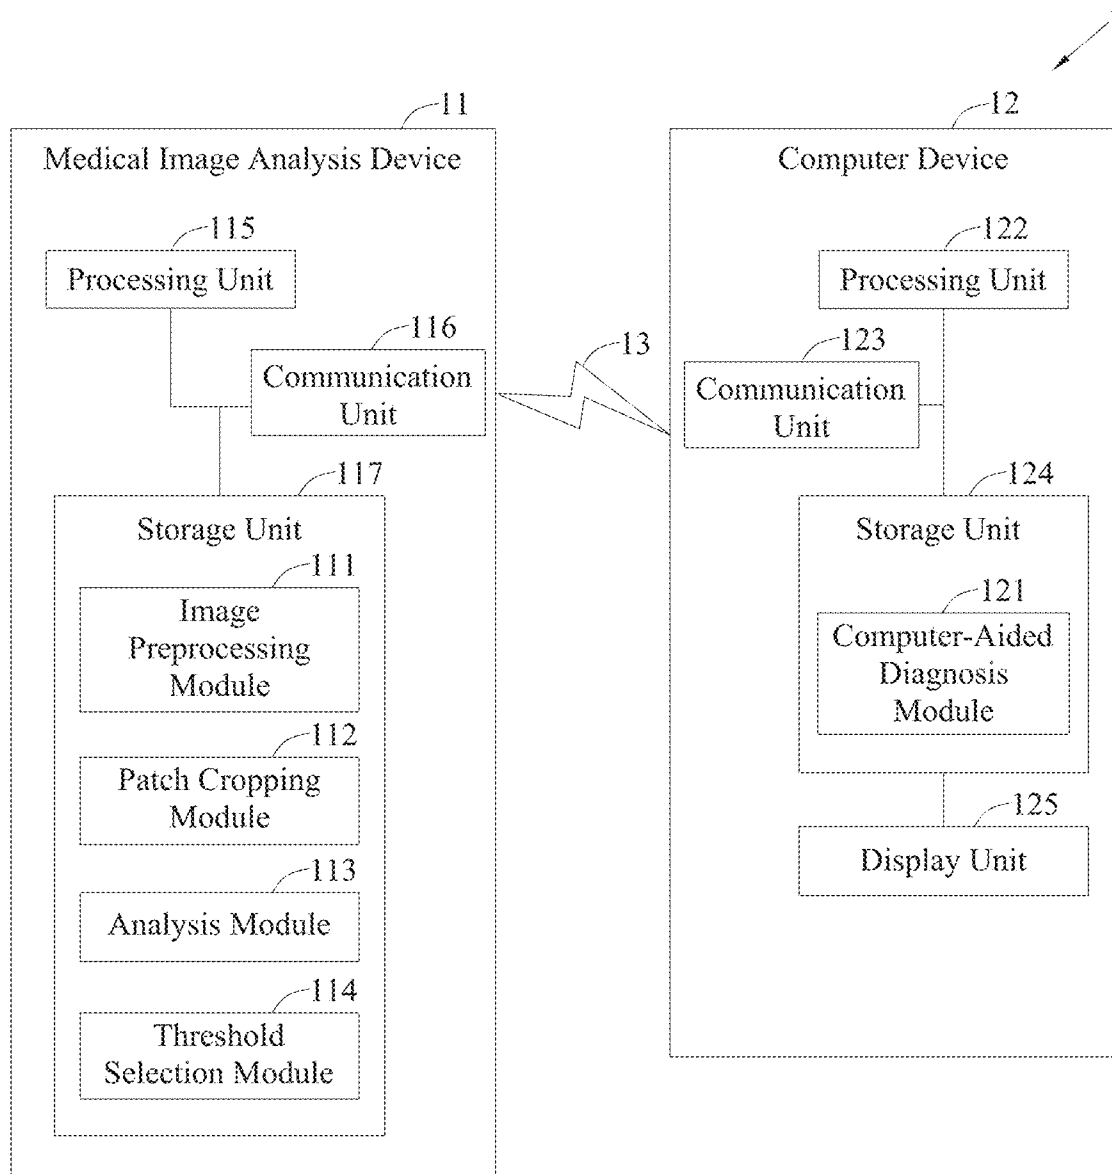 11
Medical Image Analysis Device
115
Processing Unit
116
Communication
Unit
117
Storage Unit
111
Image
Preprocessing
Module
112
Patch Cropping
Module
113
Analysis Module
114
Threshold
Selection Module
13
12
Computer Device
122
Processing Unit
123
Communication
Unit
124
Storage Unit
121
Computer-Aided
Diagnosis
Module
125
Display Unit